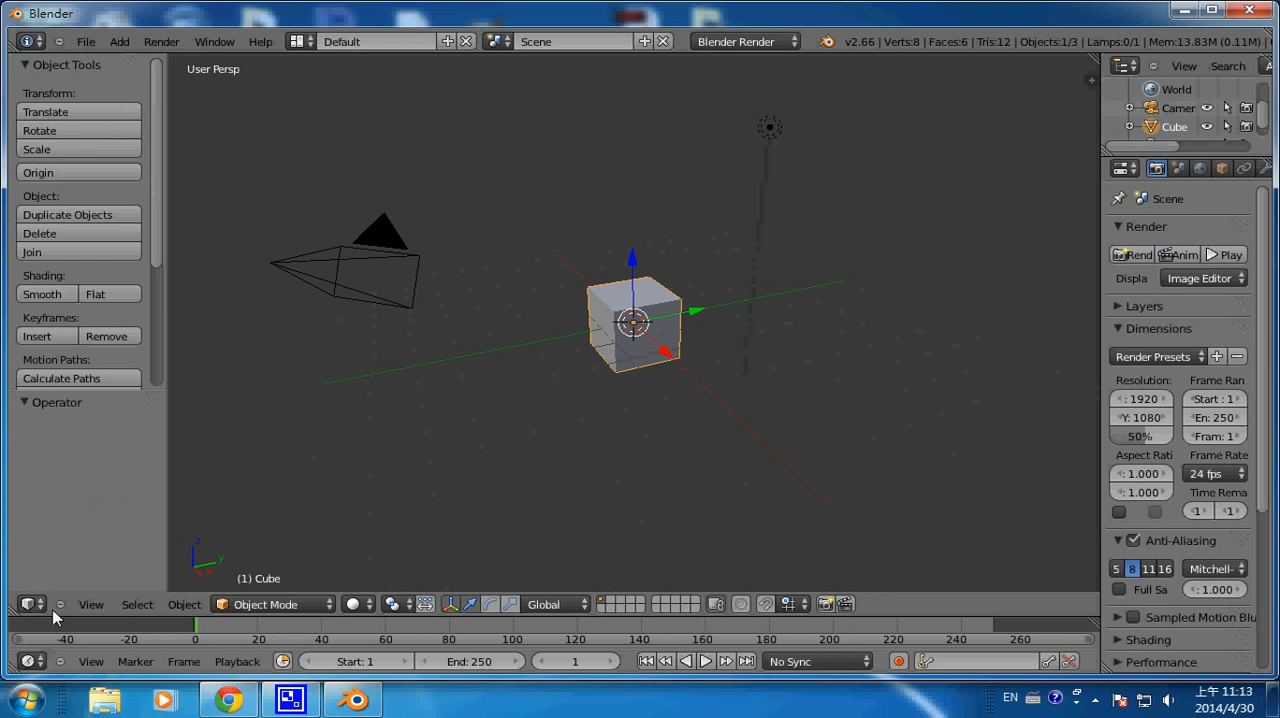 Blender
File Add Render Window Help Default Scene Blender Render v2.66 | Verts:8 | Faces:6 | Tris:12 | Objects:1/3 | Lamps:0/1 | Mem:13.83M (0.11M) |
Object Tools
Transform:
Translate
Rotate
Scale
Origin
Object:
Duplicate Objects
Delete
Join
Shading:
Smooth Flat
Keyframes:
Insert Remove
Motion Paths:
Calculate Paths
Operator
User Persp
z
y
x
(1) Cube
View Search
World
Camer
Cube
Scene
Render
Rend Anim Play
Displa Image Editor
Layers
Dimensions
Render Presets
Resolution: Frame Ran
: 1920 Start : 1
Y: 1080 En: 250
50% Fram: 1
Aspect Rati Frame Rate
: 1.000 24 fps
: 1.000 Time Rema
1 1
Anti-Aliasing
5 8 11 16 Mitchell-
Full Sa : 1.000
Sampled Motion Blu
Shading
Performance
View Select Object Object Mode Global
-40 -20 0 20 40 60 80 100 120 140 160 180 200 220 240 260
View Marker Frame Playback Start: 1 End: 250 1 No Sync
EN
上午 11:13
2014/4/30